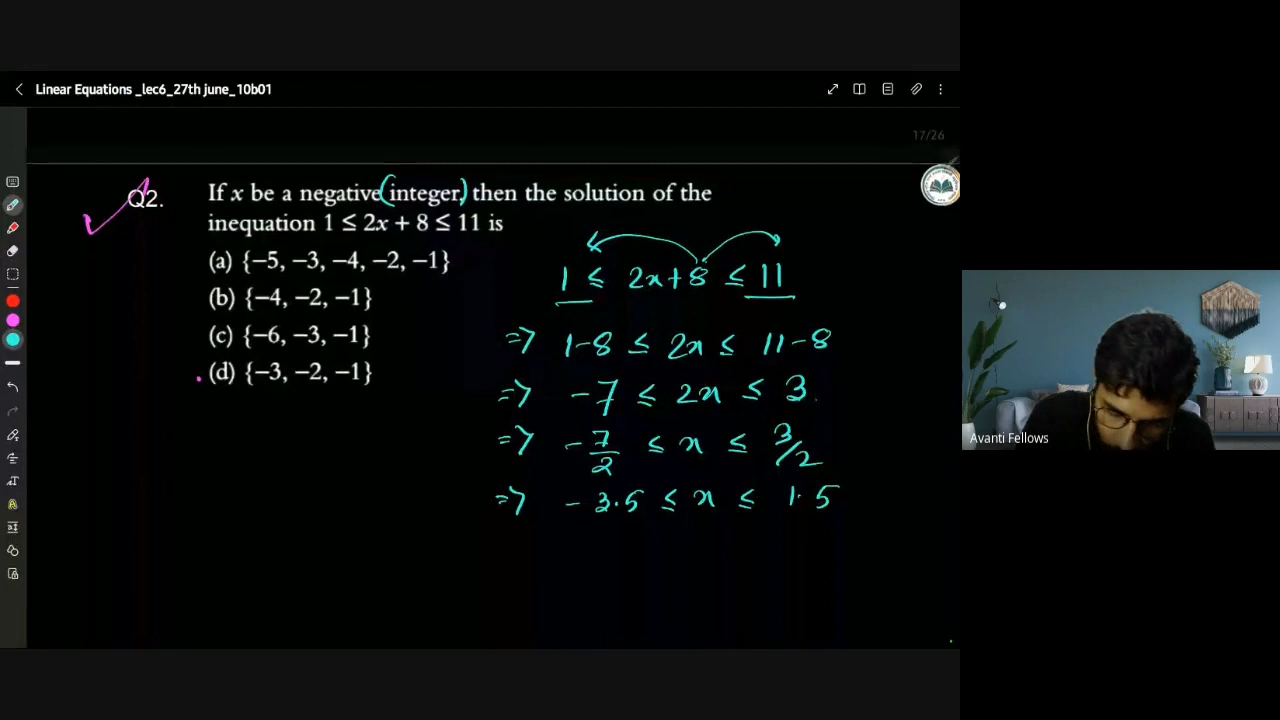 Linear Equations _lec6_27th june_10b01
17/26
Q2. If x be a negative (integer,) then the solution of the
inequation 1 ≤ 2x + 8 ≤ 11 is
(a) {−5, −3, −4, −2, −1}
(b) {−4, −2, −1}
(c) {−6, −3, −1}
(d) {−3, −2, −1}
1 ≤ 2x+8 ≤ 11
=> 1-8 ≤ 2x ≤ 11-8
=> -7 ≤ 2x ≤ 3
=> -7/2 ≤ x ≤ 3/2
=> -3.5 ≤ x ≤ 1.5
Avanti Fellows